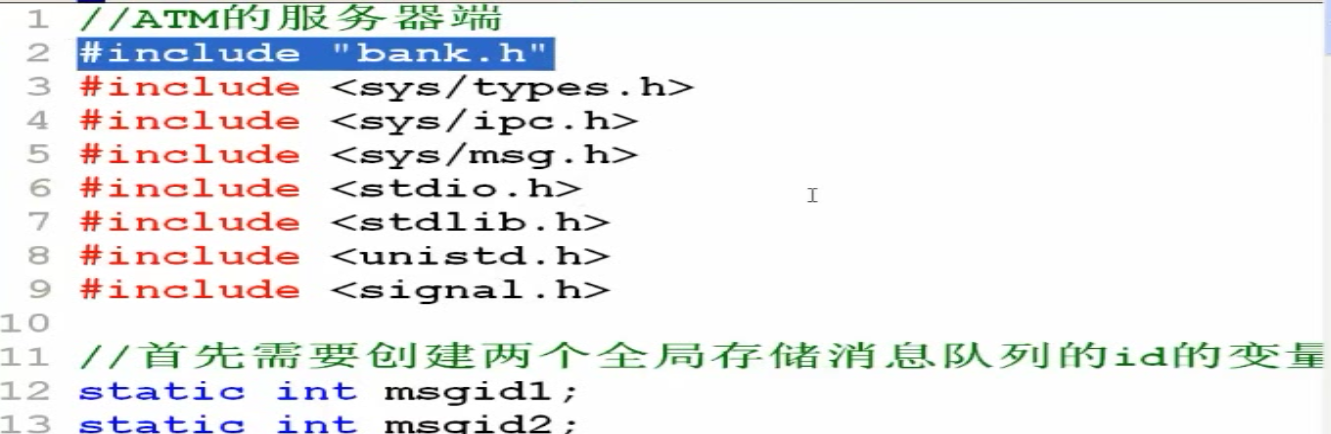 1 //ATM的服务器端
2 #include "bank.h"
3 #include <sys/types.h>
4 #include <sys/ipc.h>
5 #include <sys/msg.h>
6 #include <stdio.h>
7 #include <stdlib.h>
8 #include <unistd.h>
9 #include <signal.h>
10
11 //首先需要创建两个全局存储消息队列的id的变量
12 static int msgid1;
13 static int msgid2;